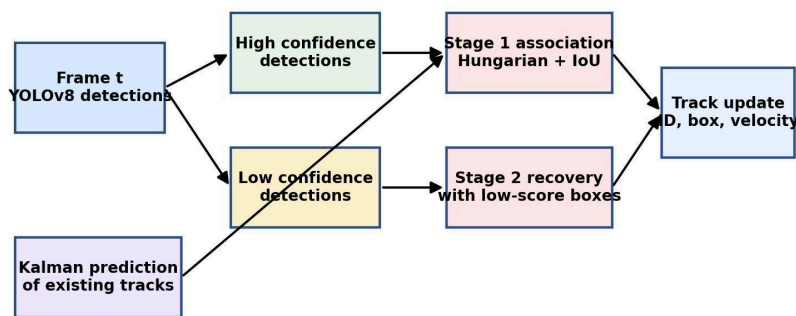 Frame t
YOLOv8 detections
High confidence
detections
Stage 1 association
Hungarian + IoU
Track update
ID, box, velocity
Low confidence
detections
Stage 2 recovery
with low-score boxes
Kalman prediction
of existing tracks